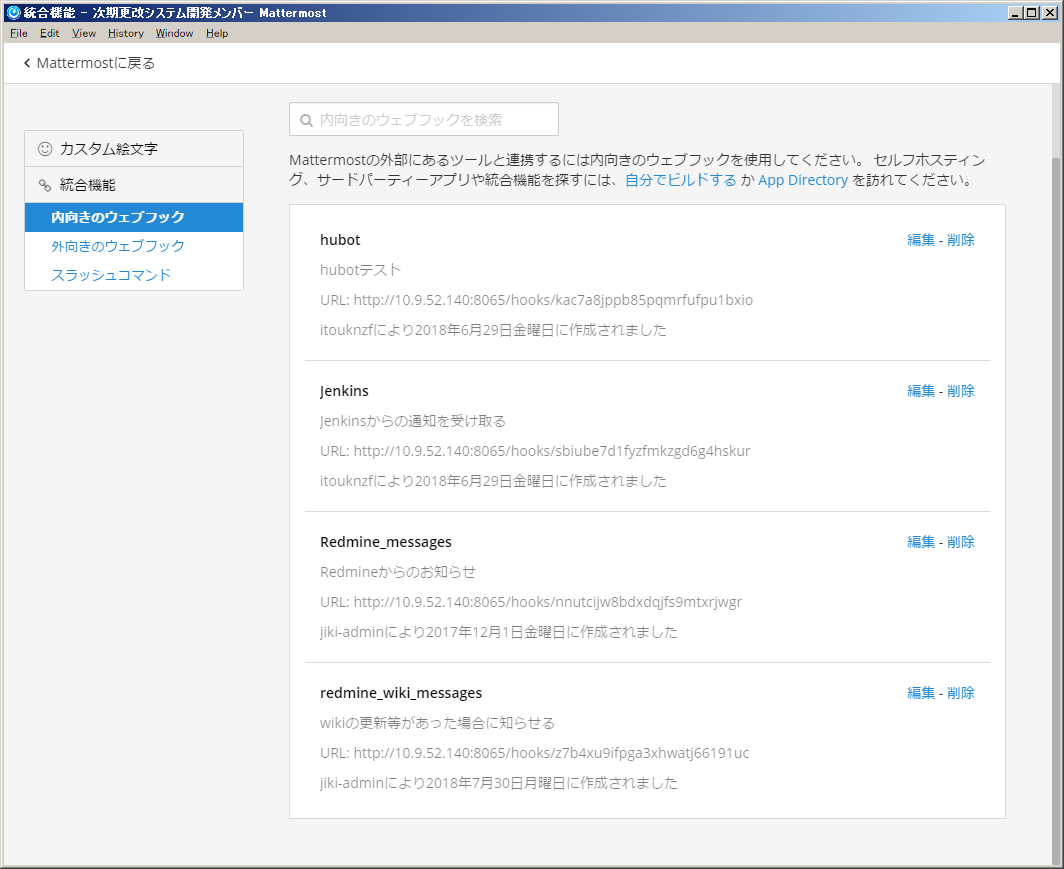 統合機能 - 次期更改システム開発メンバー Mattermost
File Edit View History Window Help
Mattermostに戻る
カスタム絵文字
統合機能
内向きのウェブフック
外向きのウェブフック
スラッシュコマンド
内向きのウェブフックを検索
Mattermostの外部にあるツールと連携するには内向きのウェブフックを使用してください。 セルフホスティン
グ、サードパーティーアプリや統合機能を探すには、自分でビルドする か App Directory を訪れてください。
hubot 編集 - 削除
hubotテスト
URL: http://10.9.52.140:8065/hooks/kac7a8jppb85pqmrfufpu1bxio
itouknzfにより2018年6月29日金曜日に作成されました
Jenkins 編集 - 削除
Jenkinsからの通知を受け取る
URL: http://10.9.52.140:8065/hooks/sbiube7d1fyzfmkzgd6g4hskur
itouknzfにより2018年6月29日金曜日に作成されました
Redmine_messages 編集 - 削除
Redmineからのお知らせ
URL: http://10.9.52.140:8065/hooks/nnutcijw8bdxdqjfs9mtxrjwgr
jiki-adminにより2017年12月1日金曜日に作成されました
redmine_wiki_messages 編集 - 削除
wikiの更新等があった場合に知らせる
URL: http://10.9.52.140:8065/hooks/z7b4xu9ifpga3xhwatj66191uc
jiki-adminにより2018年7月30日月曜日に作成されました